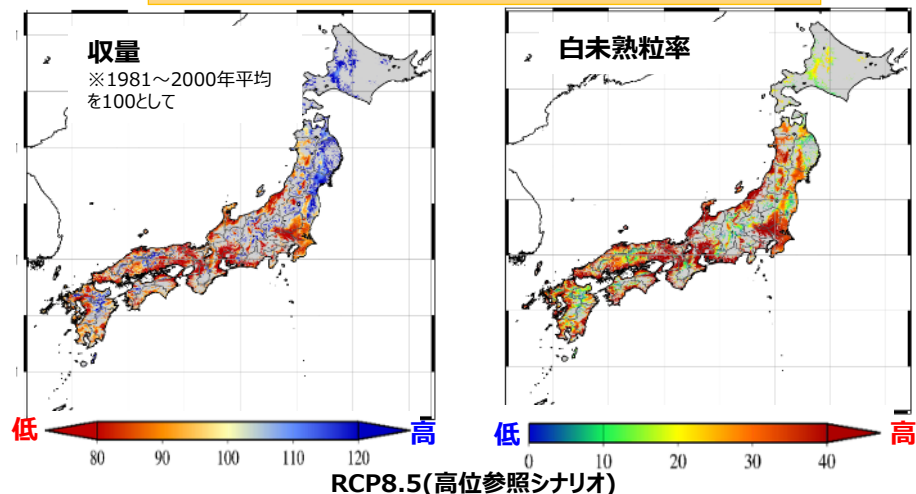 収量
※1981～2000年平均
を100として
白未熟粒率
低
高
80 90 100 110 120
低
高
0 10 20 30 40
RCP8.5(高位参照シナリオ)